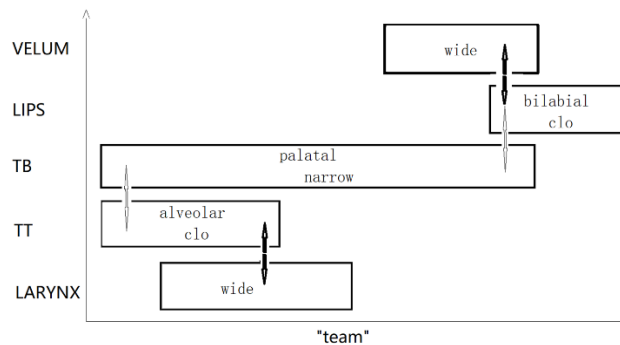 VELUM
wide
LIPS
bilabial
clo
TB
palatal
narrow
TT
alveolar
clo
LARYNX
wide
"team"